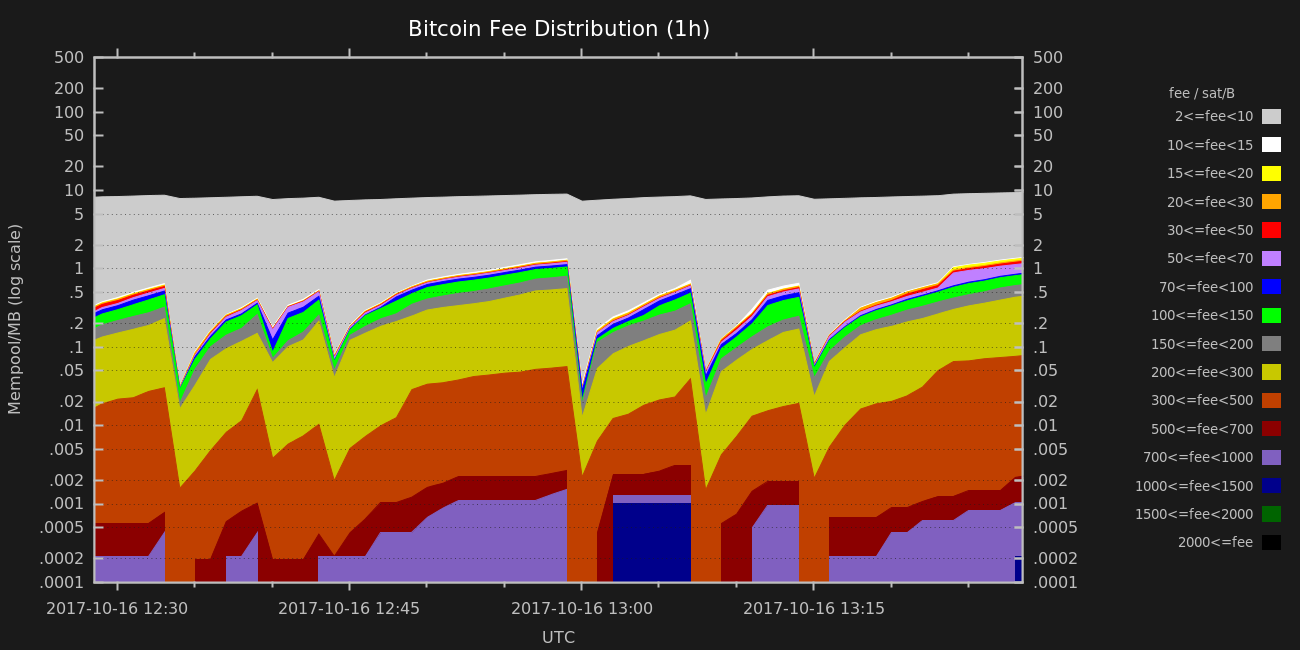 Bitcoin Fee Distribution (1h)
500 500
200 200
100 100
50 50
20 20
10 10
5 5
2 2
1 1
.5 .5
.2 .2
.1 .1
.05 .05
.02 .02
.01 .01
.005 .005
.002 .002
.001 .001
.0005 .0005
.0002 .0002
.0001 .0001
Mempool/MB (log scale)
2017-10-16 12:30 2017-10-16 12:45 2017-10-16 13:00 2017-10-16 13:15
UTC
fee / sat/B
2<=fee<10
10<=fee<15
15<=fee<20
20<=fee<30
30<=fee<50
50<=fee<70
70<=fee<100
100<=fee<150
150<=fee<200
200<=fee<300
300<=fee<500
500<=fee<700
700<=fee<1000
1000<=fee<1500
1500<=fee<2000
2000<=fee